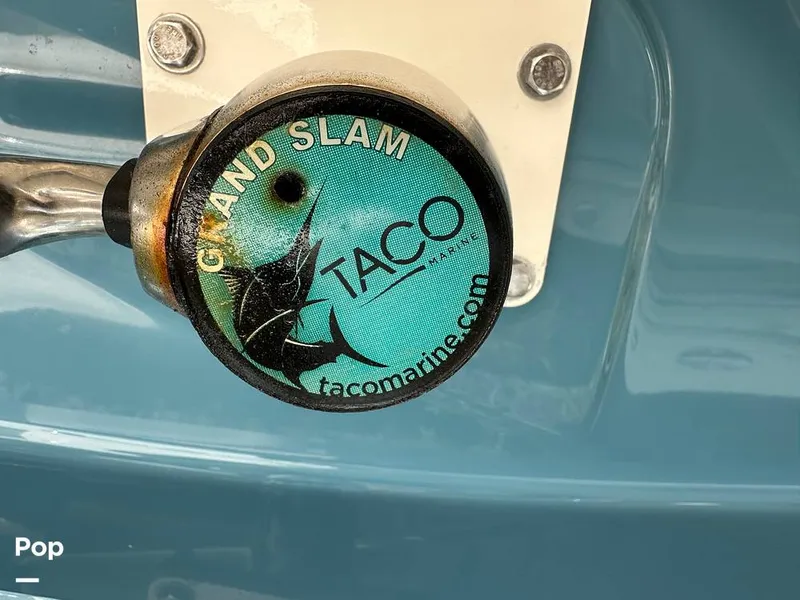 GRAND SLAM
TACO
MARINE
tacomarine.com
Pop